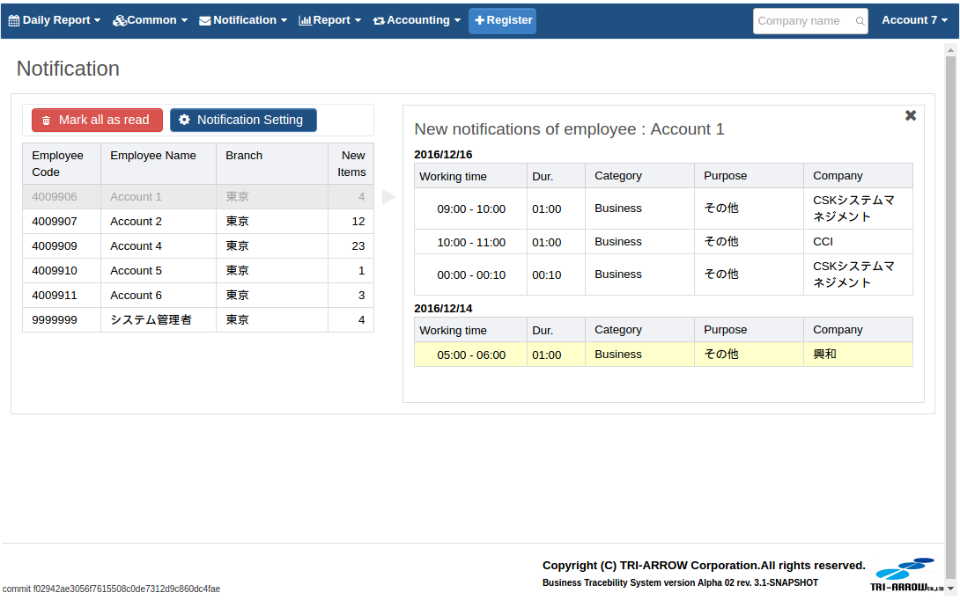 Daily Report Common Notification Report Accounting Register Company name Account 7
Notification
Mark all as read Notification Setting
Employee Code Employee Name Branch New Items
4009906 Account 1 東京 4
4009907 Account 2 東京 12
4009909 Account 4 東京 23
4009910 Account 5 東京 1
4009911 Account 6 東京 3
9999999 システム管理者 東京 4
New notifications of employee : Account 1
2016/12/16
Working time Dur. Category Purpose Company
09:00 - 10:00 01:00 Business その他 CSKシステムマ
ネジメント
10:00 - 11:00 01:00 Business その他 CCI
00:00 - 00:10 00:10 Business その他 CSKシステムマ
ネジメント
2016/12/14
Working time Dur. Category Purpose Company
05:00 - 06:00 01:00 Business その他 興和
Copyright (C) TRI-ARROW Corporation.All rights reserved.
Business Tracebility System version Alpha 02 rev. 3.1-SNAPSHOT
TRI-ARROW CO.,LTD
commit f02942ae3056f7615508c0de7312d9c860dc4fae